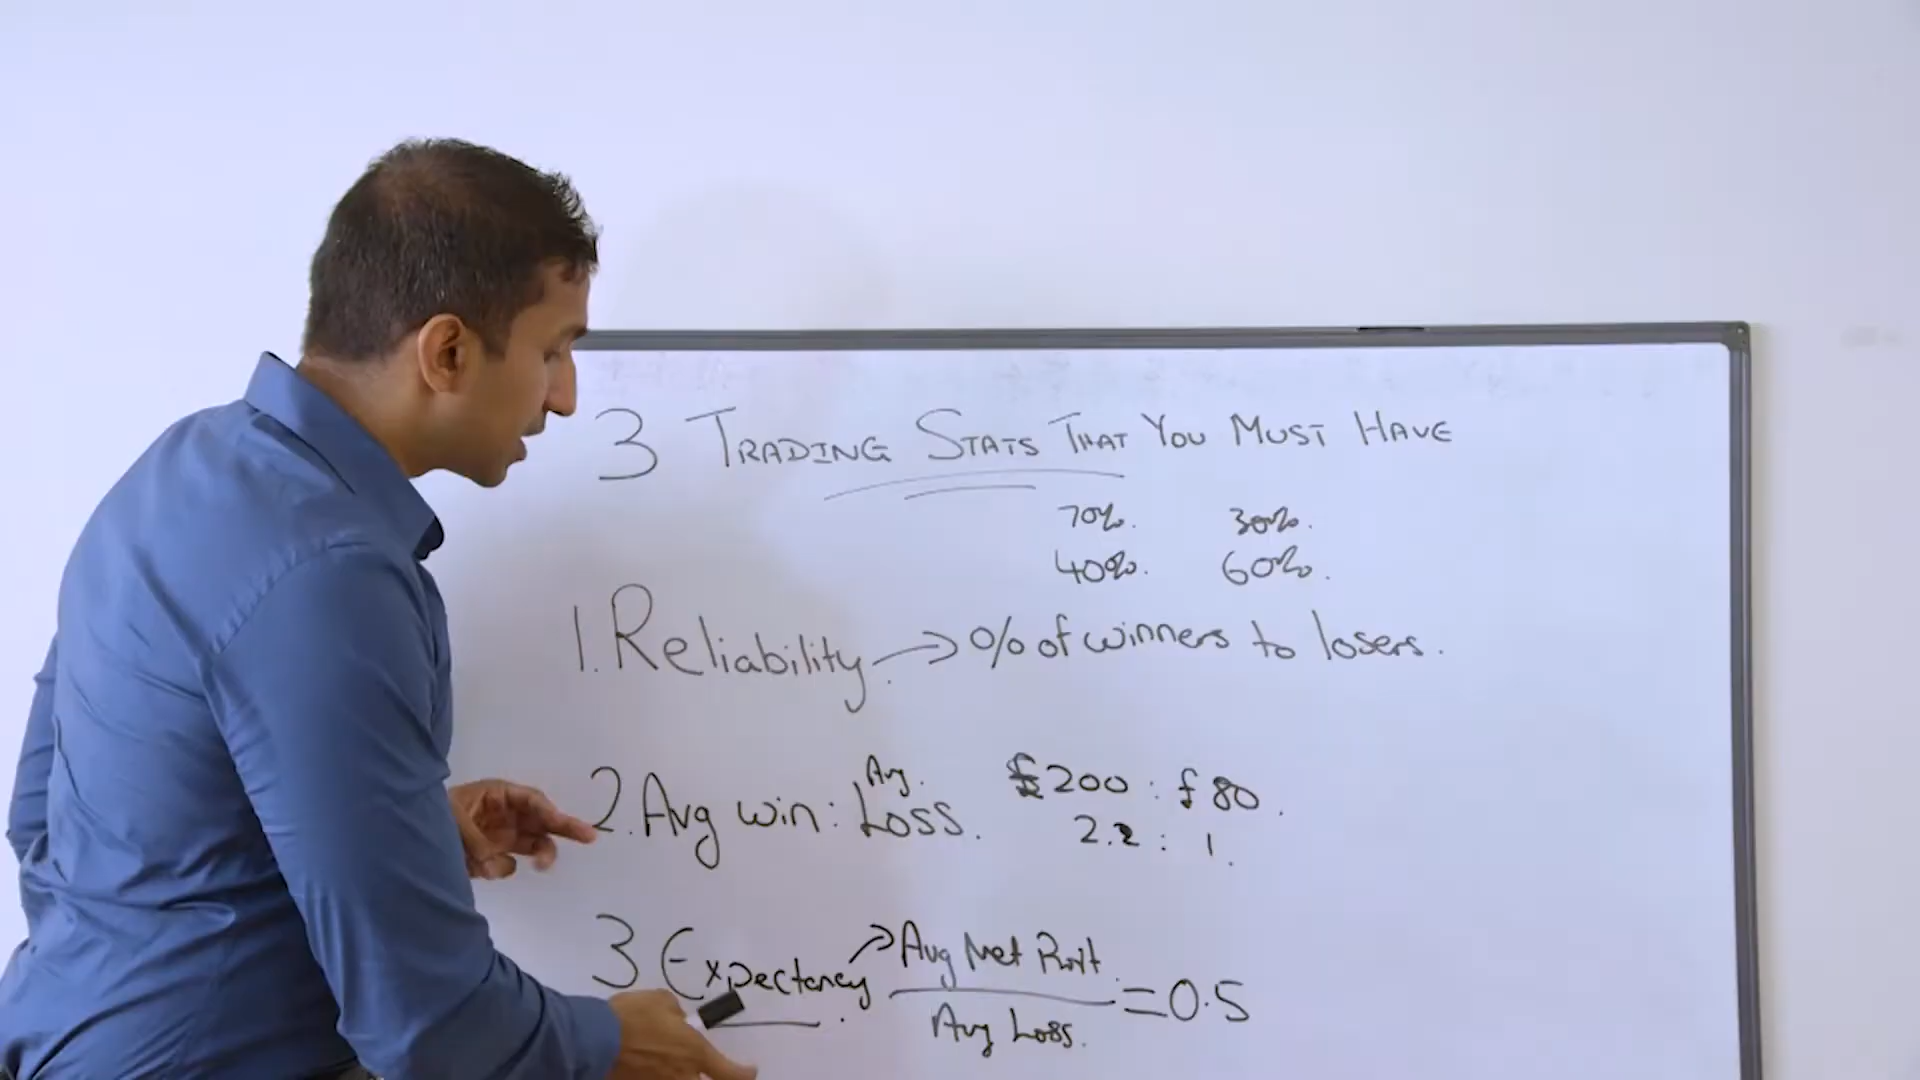 3 TRADING STATS THAT YOU MUST HAVE
70%. 30%.
40%. 60%.
1. Reliability. → % of winners to losers.
Avg.
2. Avg win : Loss. £200 : £80.
2.2 : 1.
3 Expectancy. → Avg Net Profit = 0.5
Avg Loss.